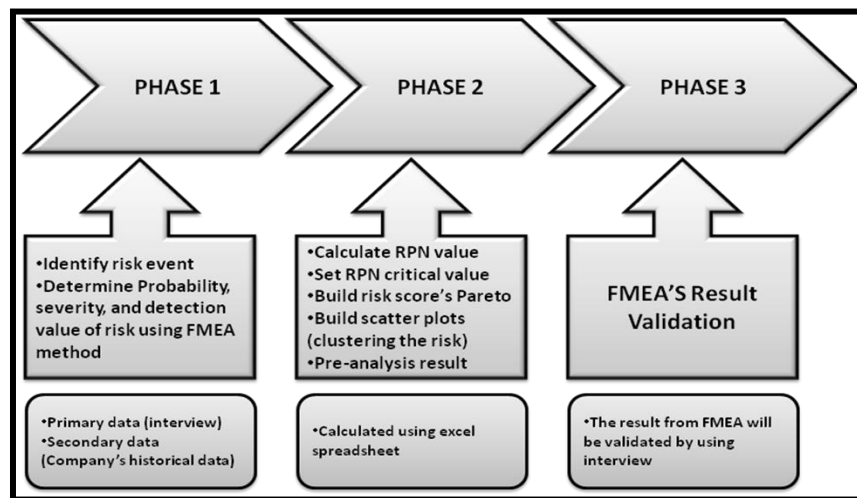 PHASE 1
PHASE 2
PHASE 3
•Identify risk event
•Determine Probability,
severity, and detection
value of risk using FMEA
method
•Calculate RPN value
•Set RPN critical value
•Build risk score's Pareto
•Build scatter plots
(clustering the risk)
•Pre-analysis result
FMEA'S Result
Validation
•Primary data (interview)
•Secondary data
(Company's historical data)
•Calculated using excel
spreadsheet
•The result from FMEA will
be validated by using
interview